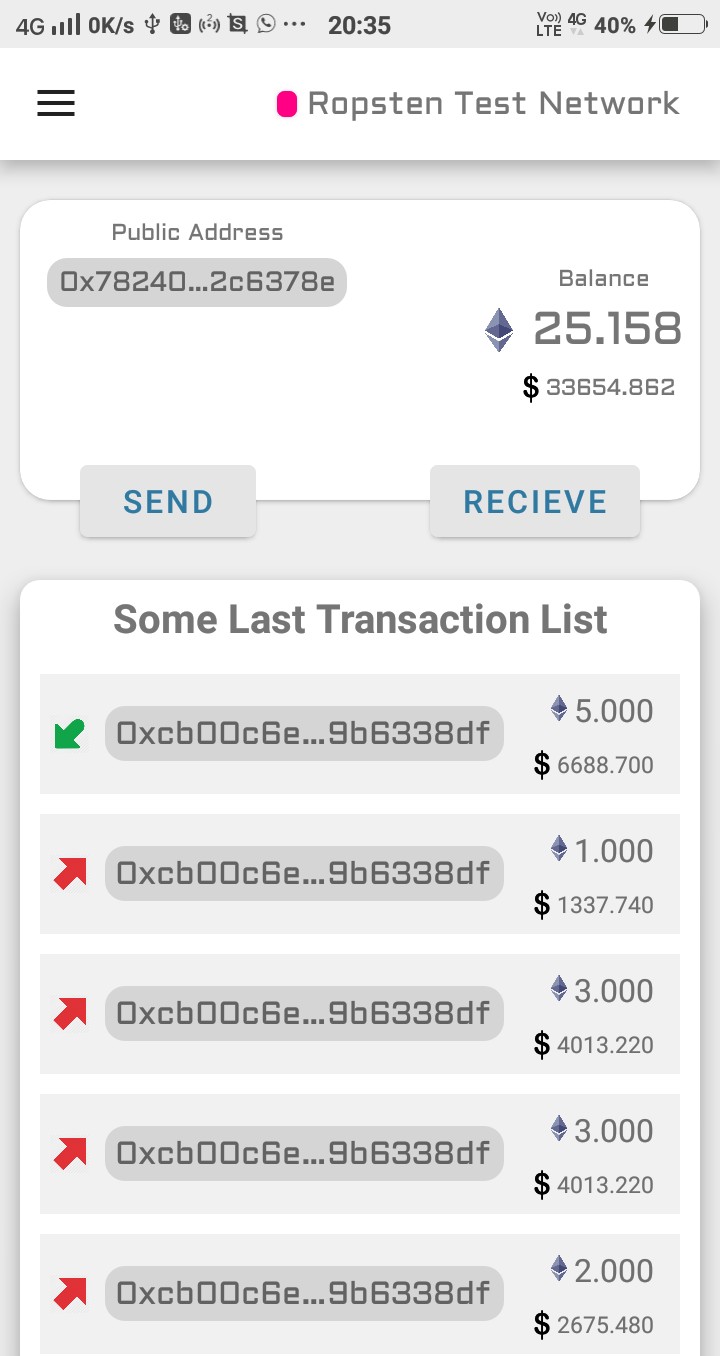 4G 0K/s 20:35 Vo)) LTE 4G 40%
Ropsten Test Network
Public Address
0x78240...2c6378e
Balance
25.158
$ 33654.862
SEND
RECIEVE
Some Last Transaction List
0xcb00c6e...9b6338df
5.000
$ 6688.700
0xcb00c6e...9b6338df
1.000
$ 1337.740
0xcb00c6e...9b6338df
3.000
$ 4013.220
0xcb00c6e...9b6338df
3.000
$ 4013.220
0xcb00c6e...9b6338df
2.000
$ 2675.480